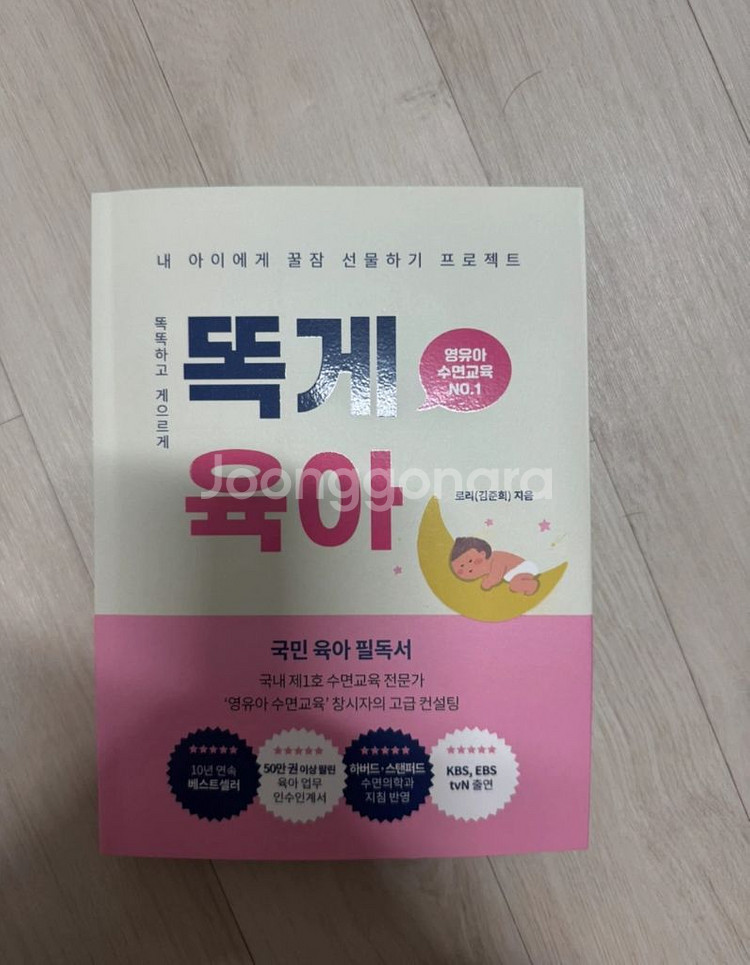 내 아이에게 꿀잠 선물하기 프로젝트
똑똑하고 게으르게
똑게
육아
영유아
수면교육
NO.1
Joonggonara
로리(김준희) 지음
국민 육아 필독서
국내 제1호 수면교육 전문가
‘영유아 수면교육’ 창시자의 고급 컨설팅
10년 연속
베스트셀러
50만 권 이상 팔린
육아 업무
인수인계서
하버드·스탠퍼드
수면의학과
지침 반영
KBS, EBS
tvN 출연